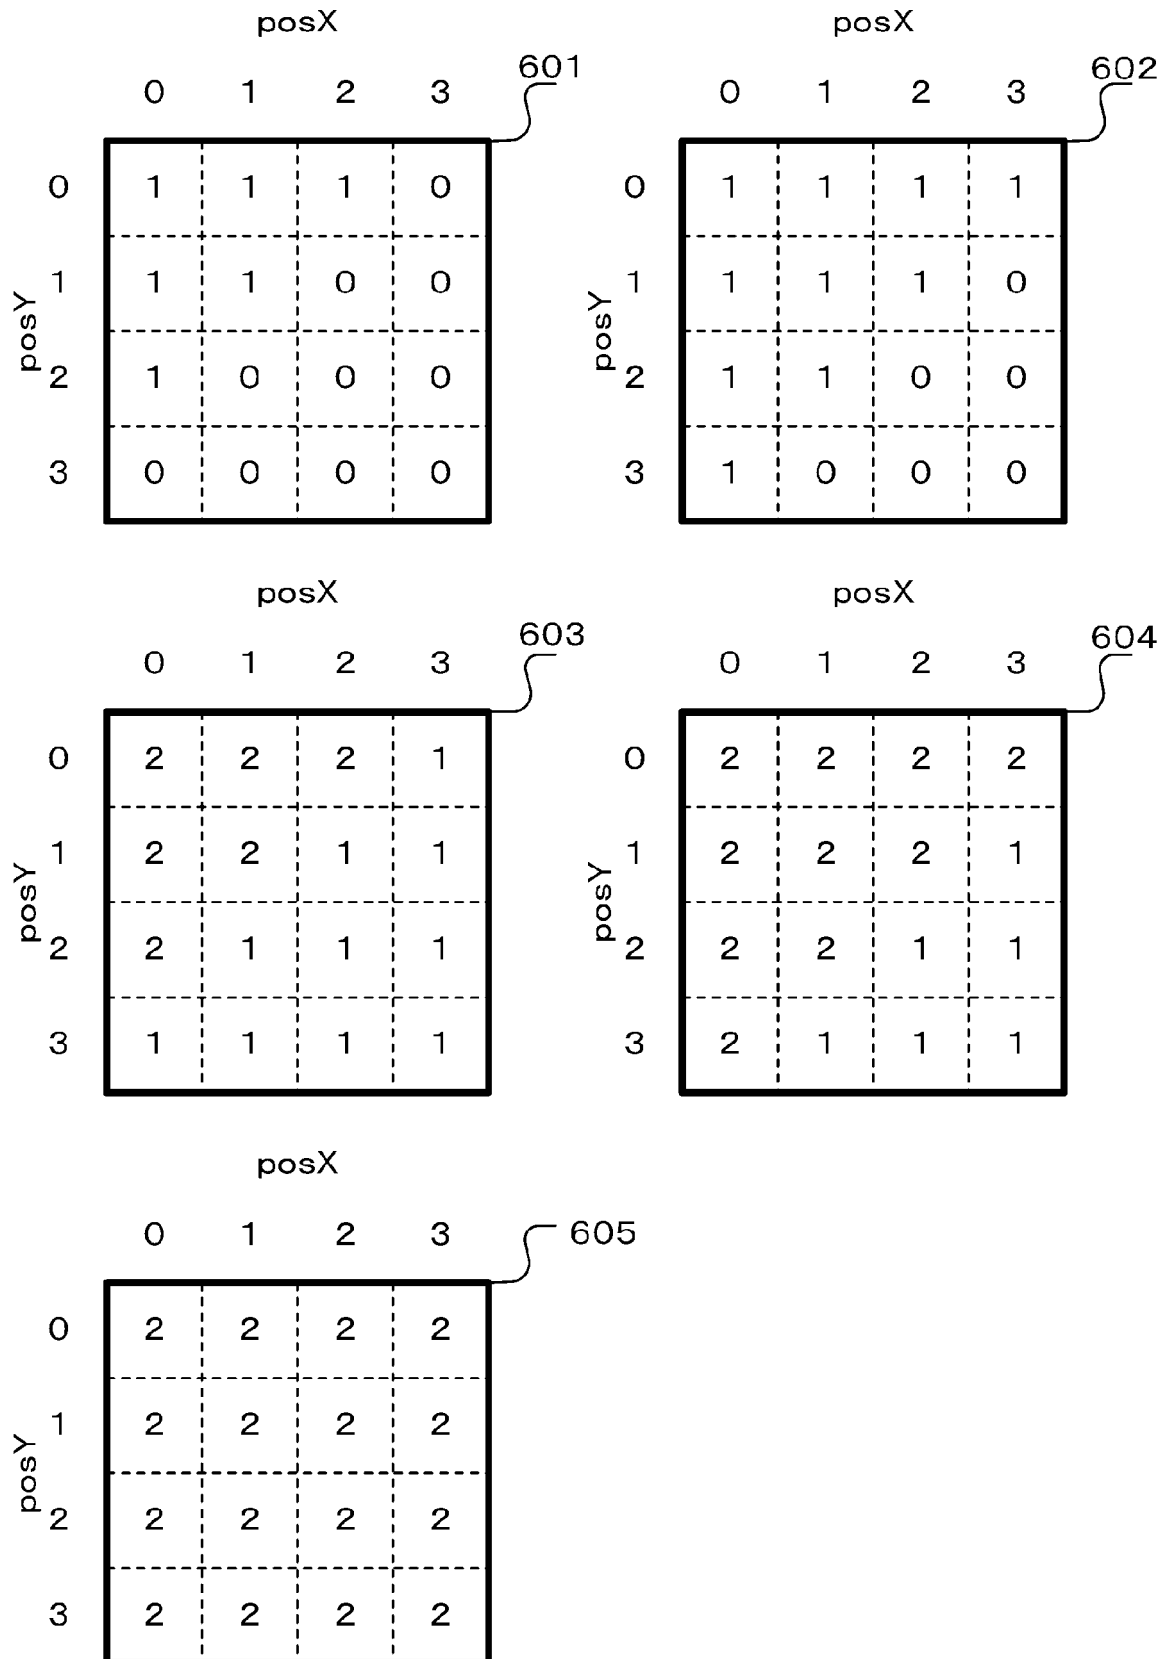 posX posX
601 602
0 1 2 3 0 1 2 3
0 1 1 1 0 0 1 1 1 1
1 1 1 0 0 1 1 1 1 0
posY posY
2 1 0 0 0 2 1 1 0 0
3 0 0 0 0 3 1 0 0 0
posX posX
603 604
0 1 2 3 0 1 2 3
0 2 2 2 1 0 2 2 2 2
1 2 2 1 1 1 2 2 2 1
posY posY
2 2 1 1 1 2 2 2 1 1
3 1 1 1 1 3 2 1 1 1
posX
0 1 2 3 605
0 2 2 2 2
1 2 2 2 2
posY
2 2 2 2 2
3 2 2 2 2